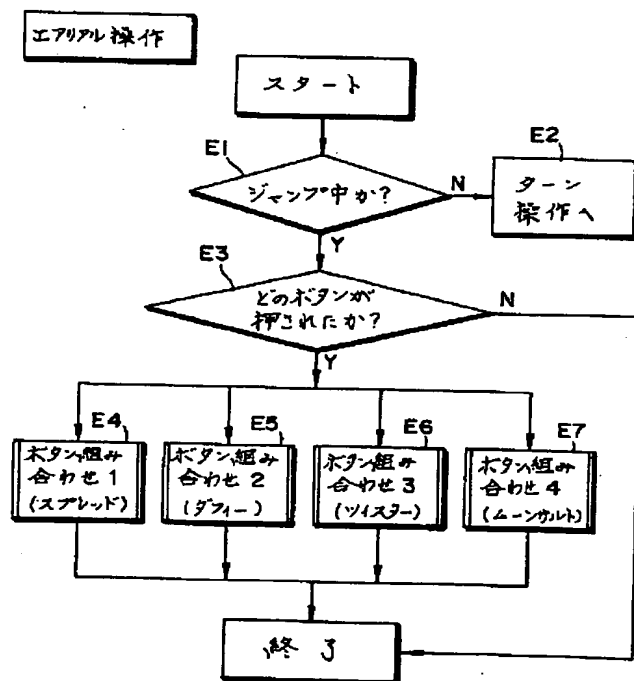 エアリアル操作
スタート
E1
ジャンプ中か?
N
E2
ターン
操作へ
Y
E3
どのボタンが
押されたか?
N
Y
E4
ボタン、組み
合わせ1
(スプレッド)
E5
ボタン、組み
合わせ2
(ダフィー)
E6
ボタン、組み
合わせ3
(ツイスター)
E7
ボタン、組み
合わせ4
(ムーンサルト)
終了